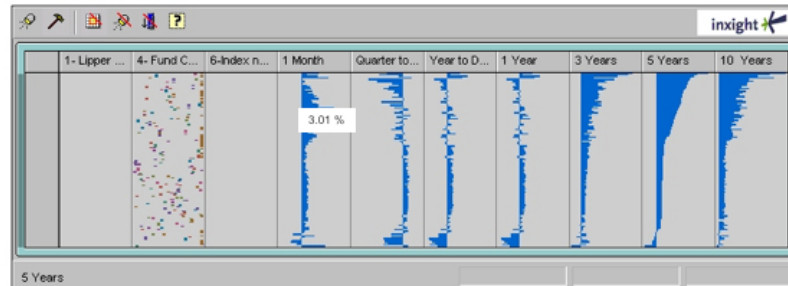 ?
inxight
1- Lipper ... 4- Fund C... 6-Index n... 1 Month Quarter to... Year to D... 1 Year 3 Years 5 Years 10 Years
3.01 %
5 Years